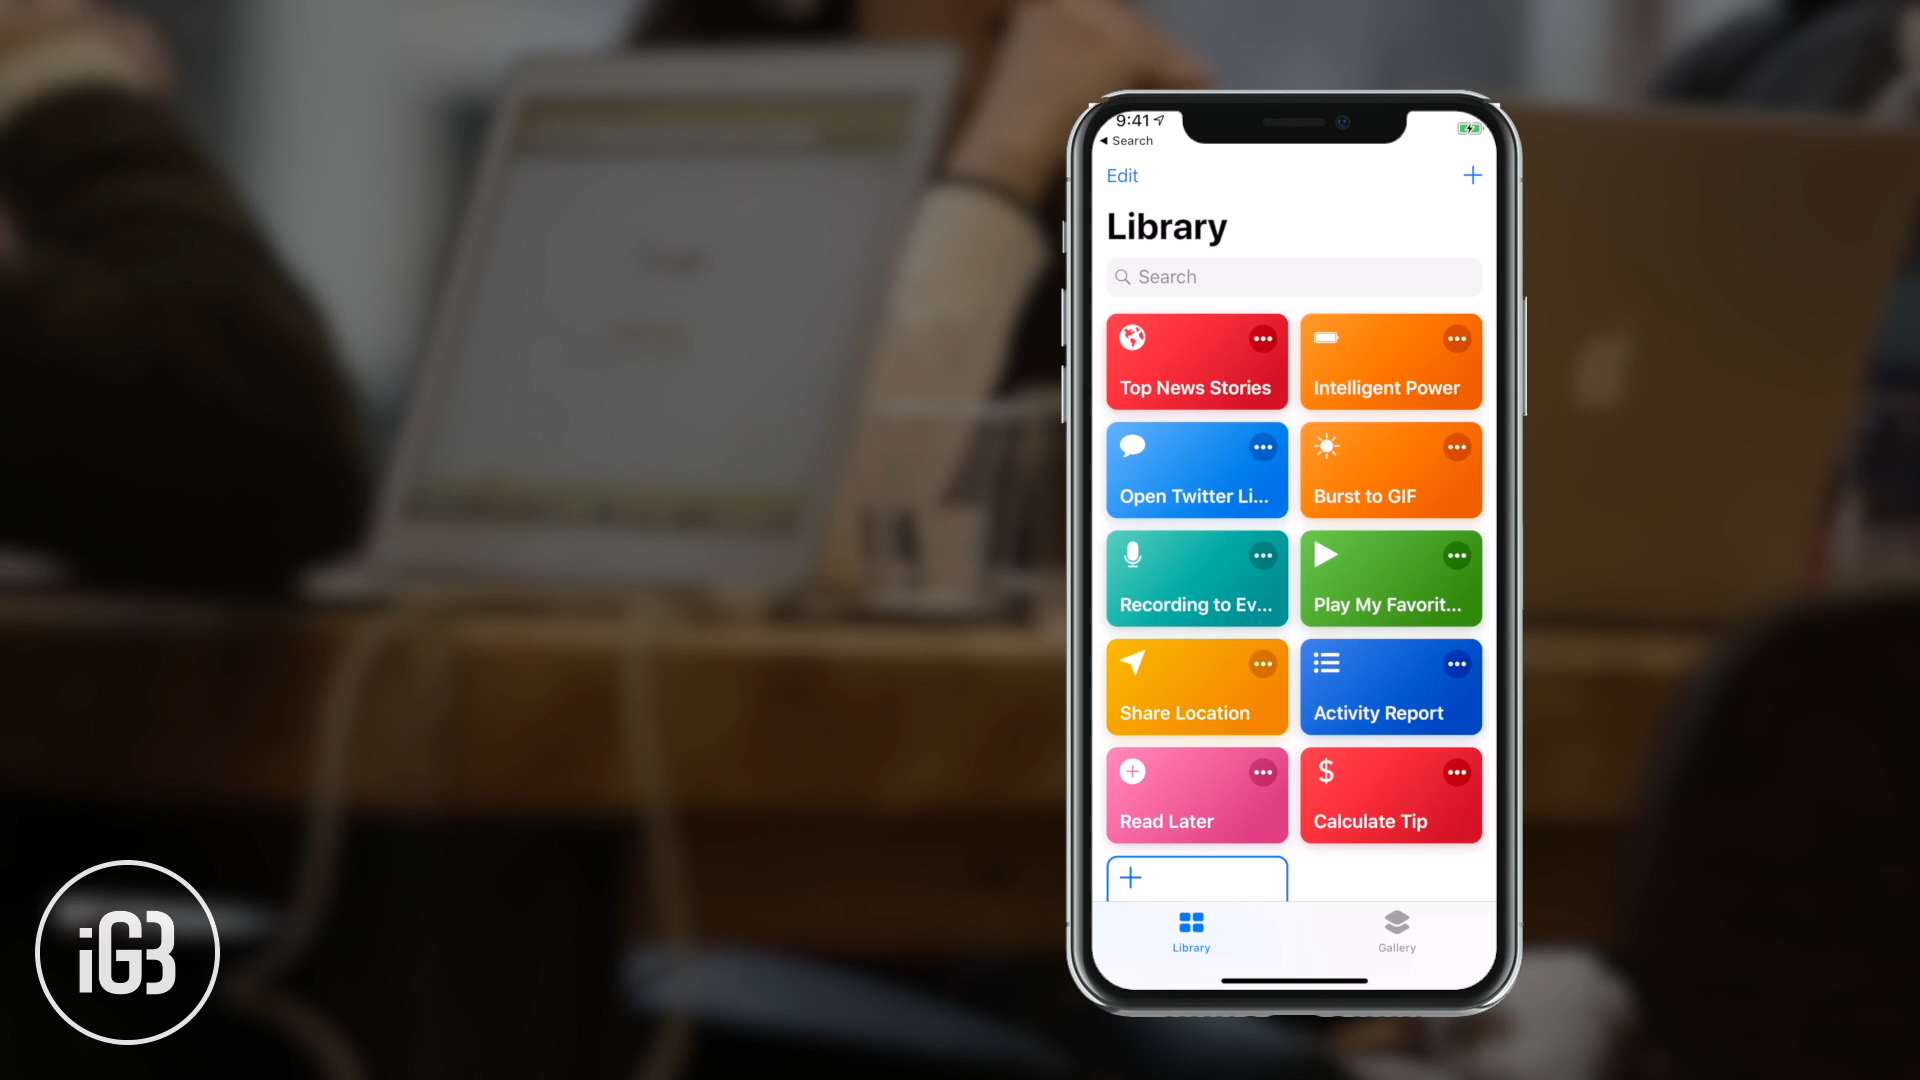 9:41
Search
Edit
Library
Search
Top News Stories
Intelligent Power
Open Twitter Li...
Burst to GIF
Recording to Ev...
Play My Favorit...
Share Location
Activity Report
Read Later
$
Calculate Tip
Library
Gallery
iGB